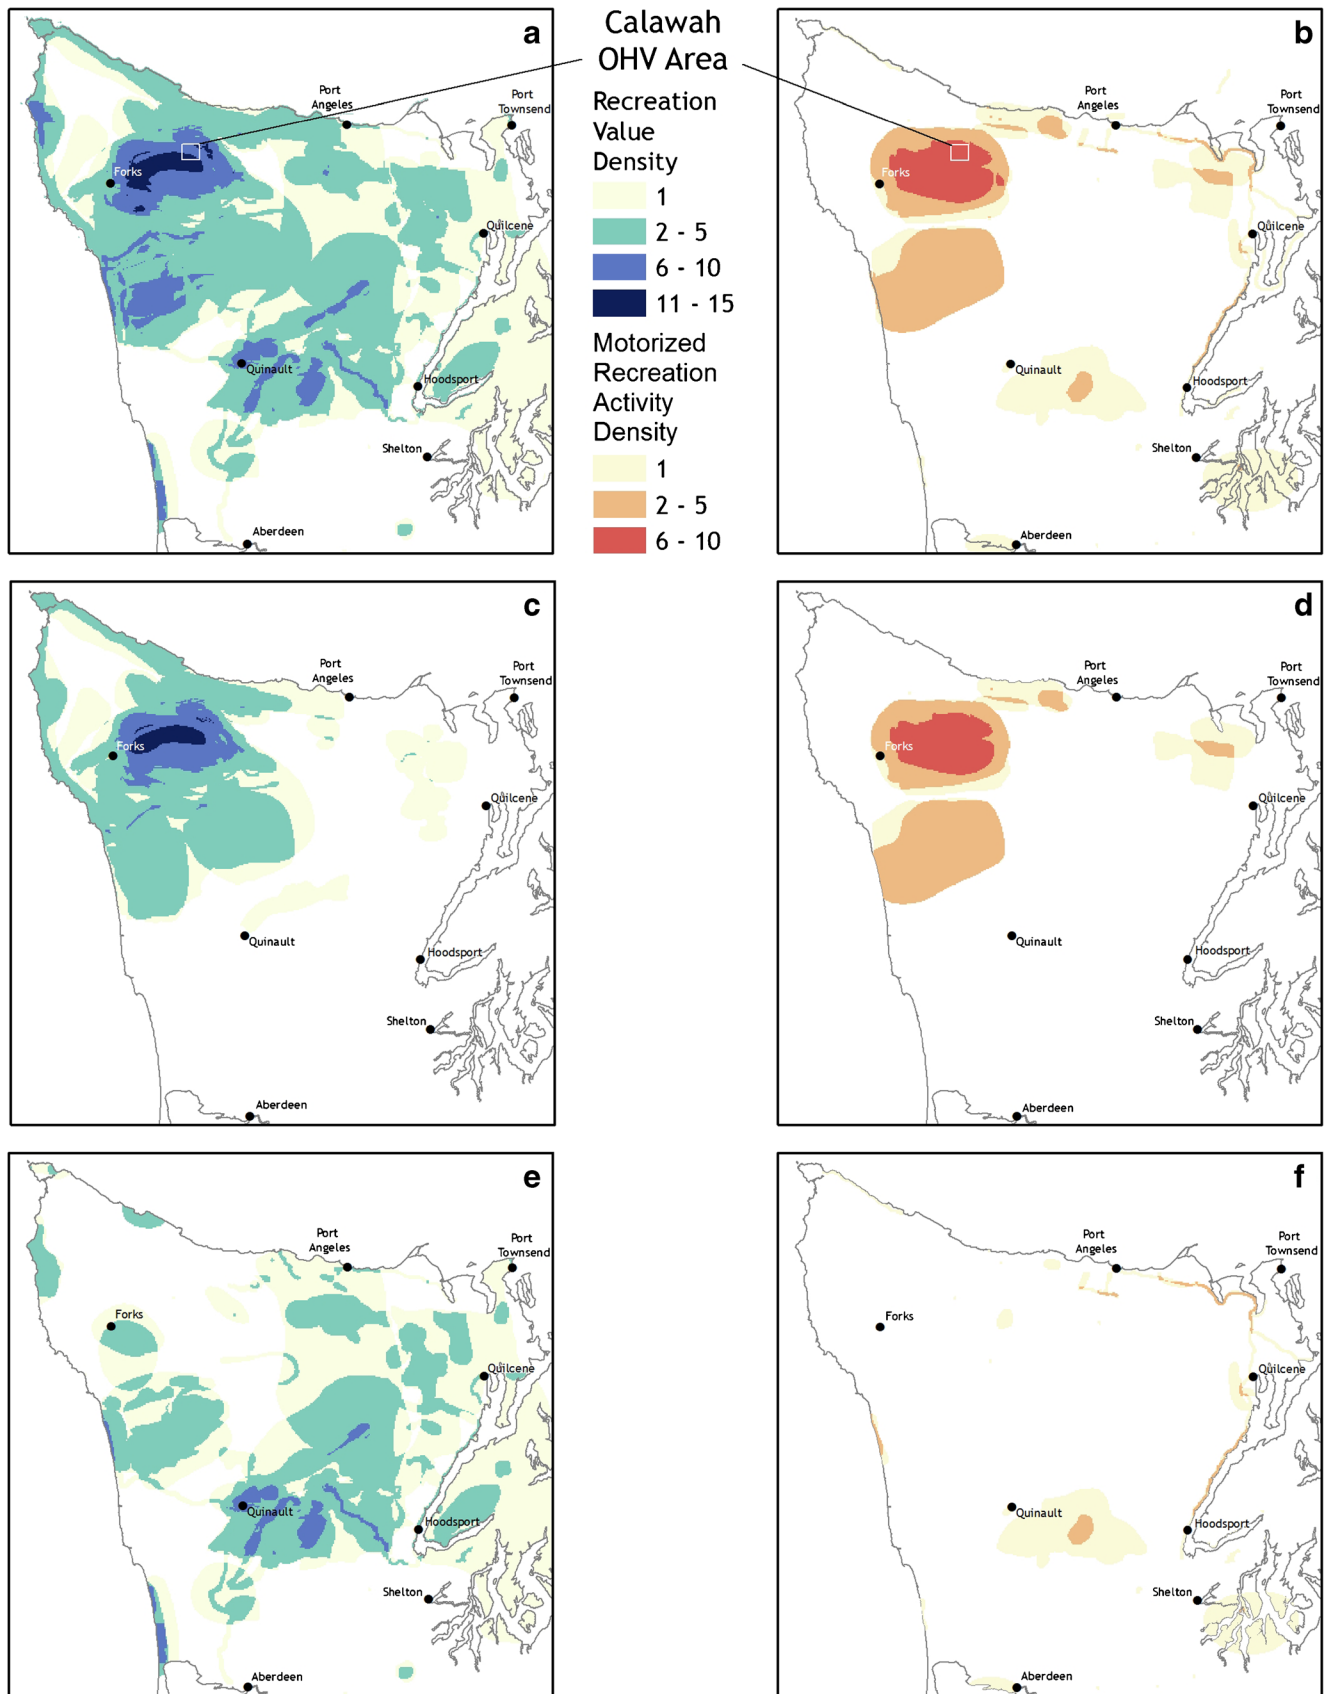 a
Port
Angeles
Port
Townsend
Forks
Quilcene
Quinault
Hoodsport
Shelton
Aberdeen
Calawah
OHV Area
Recreation
Value
Density
1
2 - 5
6 - 10
11 - 15
Motorized
Recreation
Activity
Density
1
2 - 5
6 - 10
b
Port
Angeles
Port
Townsend
Forks
Quilcene
Quinault
Hoodsport
Shelton
Aberdeen
c
Port
Angeles
Port
Townsend
Forks
Quilcene
Quinault
Hoodsport
Shelton
Aberdeen
d
Port
Angeles
Port
Townsend
Forks
Quilcene
Quinault
Hoodsport
Shelton
Aberdeen
e
Port
Angeles
Port
Townsend
Forks
Quilcene
Quinault
Hoodsport
Shelton
Aberdeen
f
Port
Angeles
Port
Townsend
Forks
Quilcene
Quinault
Hoodsport
Shelton
Aberdeen